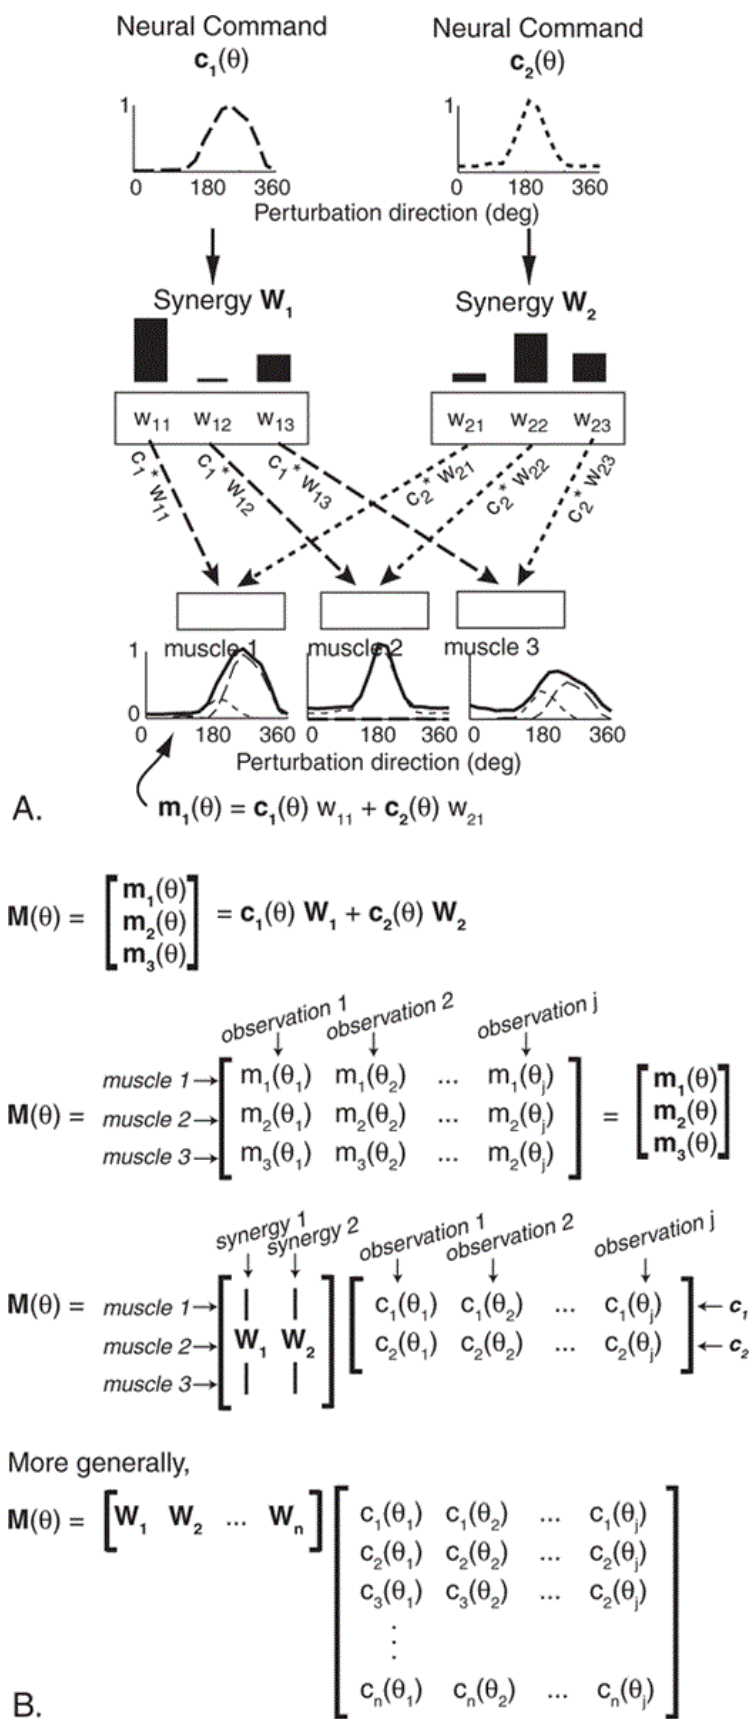 Neural Command Neural Command
c₁(θ) c₂(θ)
1 1
0 180 360 0 180 360
Perturbation direction (deg)
Synergy W₁ Synergy W₂
w₁₁ w₁₂ w₁₃ w₂₁ w₂₂ w₂₃
c₁*w₁₁ c₁*w₁₂ c₁*w₁₃ c₂*w₂₁ c₂*w₂₂ c₂*w₂₃
1 muscle 1 muscle 2 muscle 3
0
0 180 360 0 180 360 0 180 360
Perturbation direction (deg)
A. m₁(θ) = c₁(θ) w₁₁ + c₂(θ) w₂₁
m₁(θ)
M(θ) = m₂(θ) = c₁(θ) W₁ + c₂(θ) W₂
m₃(θ)
observation 1 observation 2 observation j
muscle 1 → m₁(θ₁) m₁(θ₂) ... m₁(θⱼ) m₁(θ)
M(θ) = muscle 2 → m₂(θ₁) m₂(θ₂) ... m₂(θⱼ) = m₂(θ)
muscle 3 → m₃(θ₁) m₃(θ₂) ... m₂(θⱼ) m₃(θ)
synergy 1 synergy 2 observation 1 observation 2 observation j
M(θ) = muscle 1 → c₁(θ₁) c₁(θ₂) ... c₁(θⱼ) ← c₁
muscle 2 → W₁ W₂ c₂(θ₁) c₂(θ₂) ... c₂(θⱼ) ← c₂
muscle 3 →
More generally,
M(θ) = [W₁ W₂ ... Wₙ] c₁(θ₁) c₁(θ₂) ... c₁(θⱼ)
c₂(θ₁) c₂(θ₂) ... c₂(θⱼ)
c₃(θ₁) c₃(θ₂) ... c₂(θⱼ)
⋮
B. cₙ(θ₁) cₙ(θ₂) ... cₙ(θⱼ)